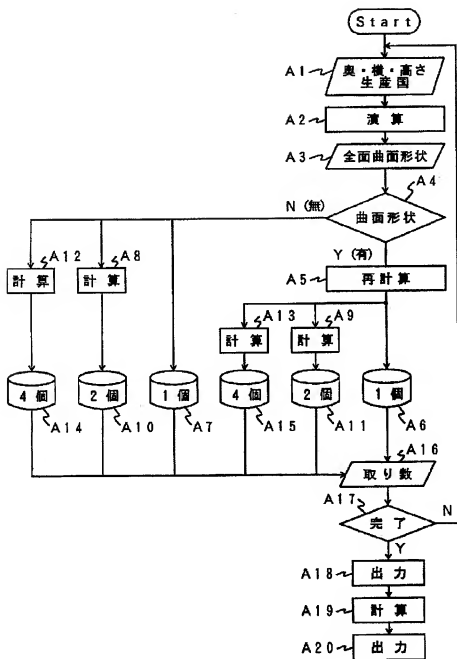 Start
A1
奥・横・高さ
生産国
A2
演算
A3
全面曲面形状
A4
N (無)
曲面形状
Y (有)
A12
A8
計算
計算
A5
再計算
A13
A9
計算
計算
4個
2個
1個
4個
2個
1個
A14
A10
A7
A15
A11
A6
A16
取り数
A17
完了
N
Y
A18
出力
A19
計算
A20
出力